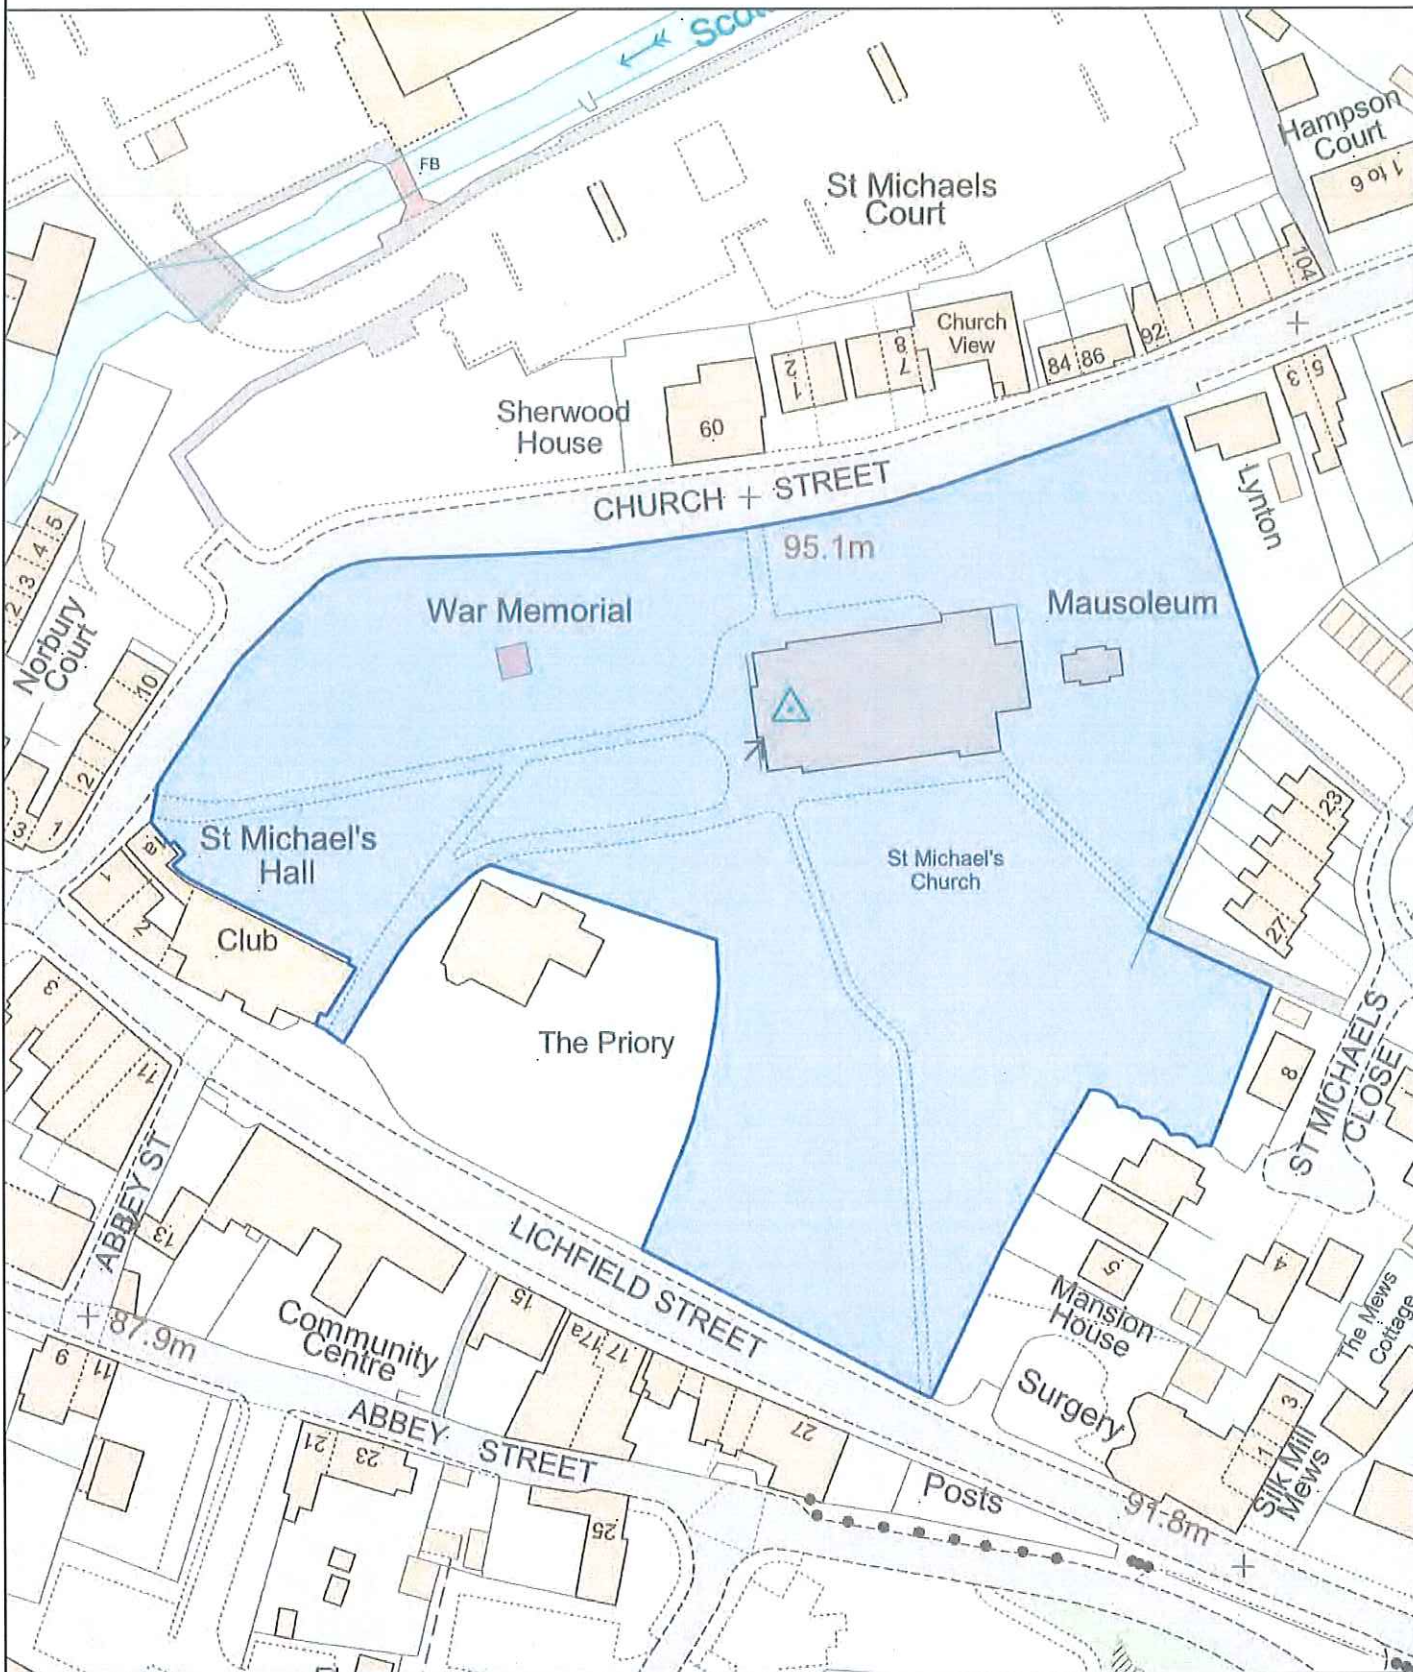 FB
Hampson
Court
1 to 6
St Michaels
Court
104
92
Church
View
84
86
8
7
2
1
60
Sherwood
House
5
3
Lynton
CHURCH
STREET
95.1m
5
4
3
2
Norbury
Court
10
2
1
3
War Memorial
Mausoleum
St Michael's
Hall
St Michael's
Church
23
27
1
2
Club
The Priory
3
11
ABBEY ST
13
ST MICHAELS
CLOSE
8
LICHFIELD STREET
5
4
Mansion
House
The Mews
Cottage
Surgery
3
1
Silk Mill
Mews
87.9m
9
11
Community
Centre
15
17a
17
27
ABBEY STREET
21
23
25
Posts
91.8m